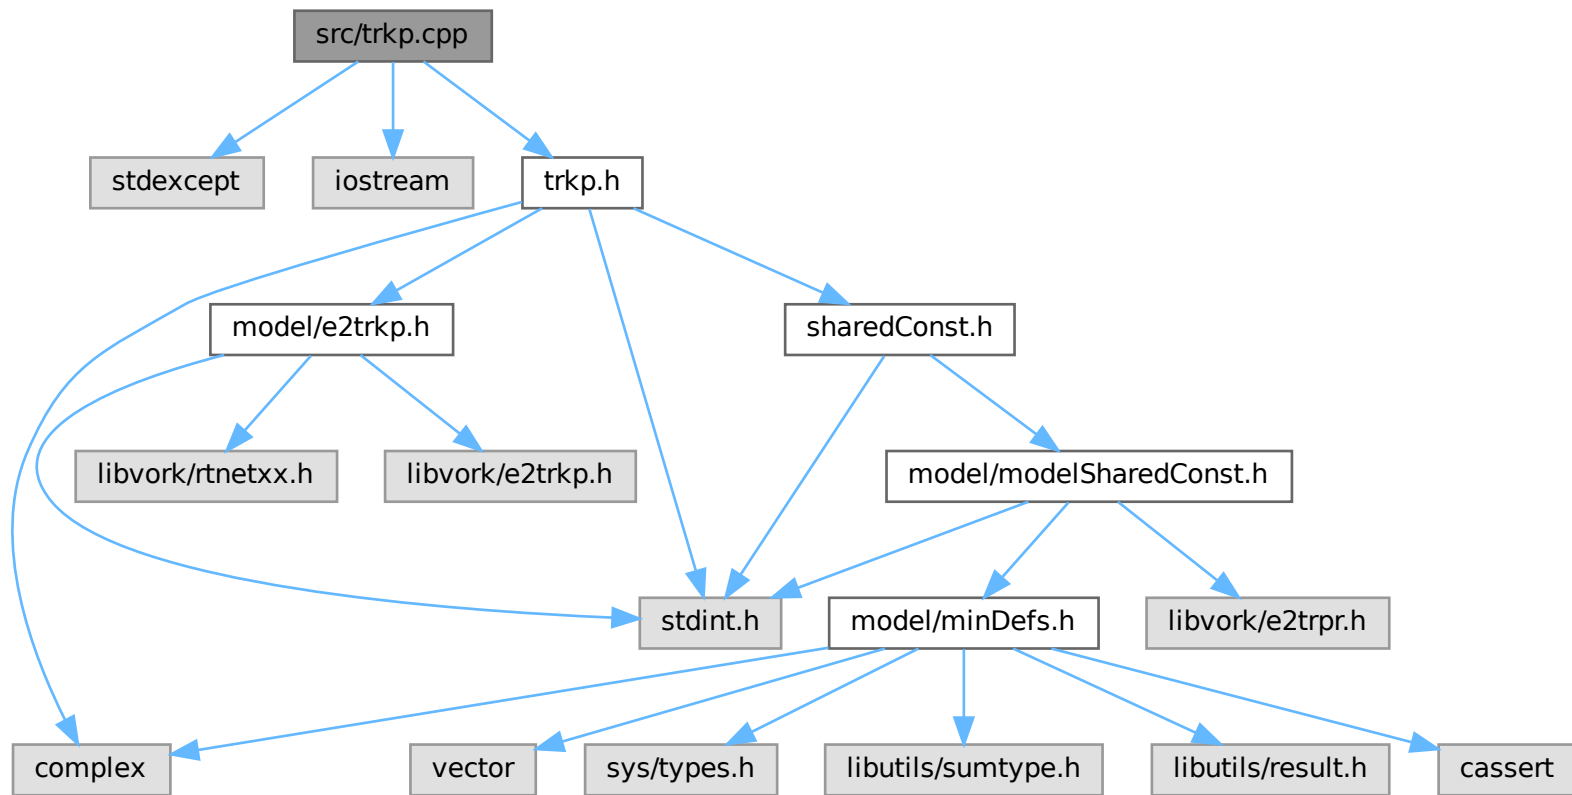 src/trkp.cpp
stdexcept
iostream
trkp.h
model/e2trkp.h
sharedConst.h
libvork/rtnetxx.h
libvork/e2trkp.h
model/modelSharedConst.h
stdint.h
model/minDefs.h
libvork/e2trpr.h
complex
vector
sys/types.h
libutils/sumtype.h
libutils/result.h
cassert